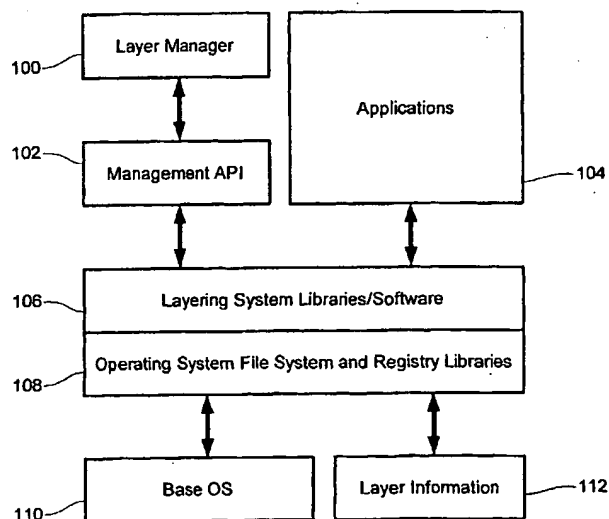 Layer Manager
100
Applications
102
Management API
104
106
Layering System Libraries/Software
Operating System File System and Registry Libraries
108
Base OS
110
Layer Information
112